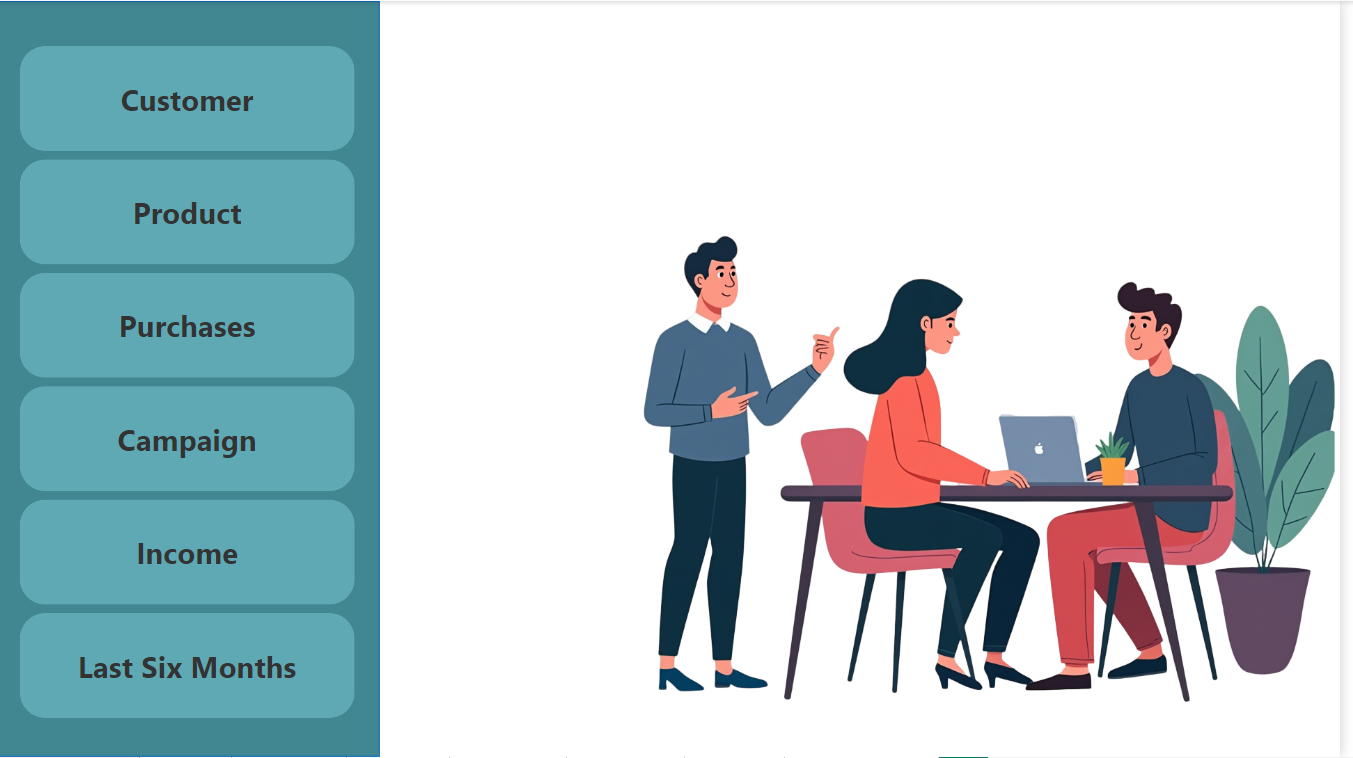 Customer
Product
Purchases
Campaign
Income
Last Six Months